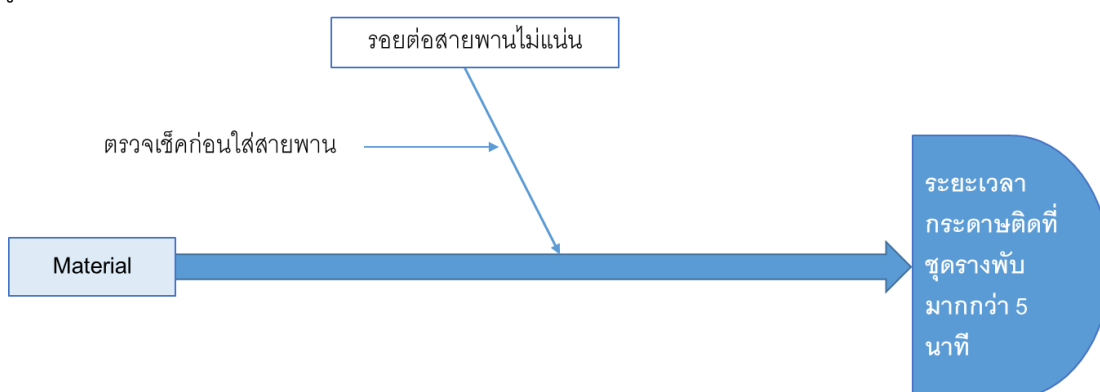 รอยต่อสายพานไม่แน่น
ตรวจเช็คก่อนใส่สายพาน
Material
ระยะเวลา
กระดาษติดที่
ชุดรางพับ
มากกว่า 5
นาที